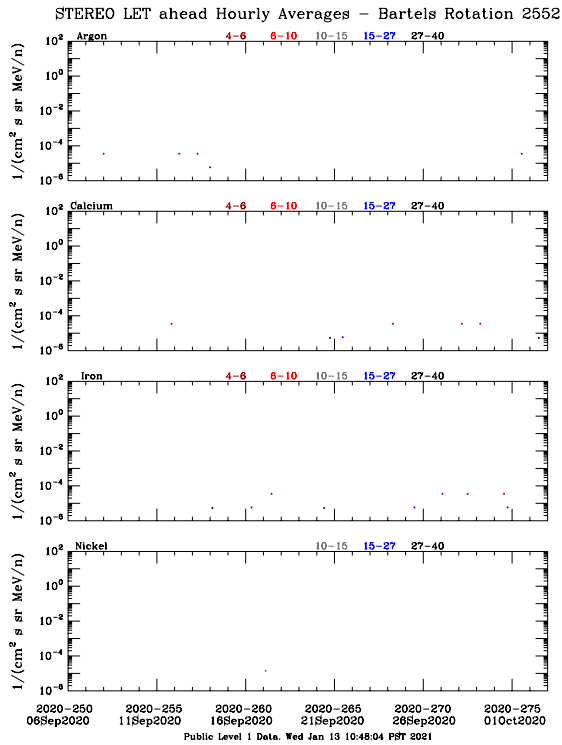 STEREO LET ahead Hourly Averages - Bartels Rotation 2552
Argon 4-6 6-10 10-15 15-27 27-40
10^2
10^0
10^-2
10^-4
10^-6
1/(cm^2 s sr MeV/n)
Calcium 4-6 6-10 10-15 15-27 27-40
10^2
10^0
10^-2
10^-4
10^-6
1/(cm^2 s sr MeV/n)
Iron 4-6 6-10 10-15 15-27 27-40
10^2
10^0
10^-2
10^-4
10^-6
1/(cm^2 s sr MeV/n)
Nickel 10-15 15-27 27-40
10^2
10^0
10^-2
10^-4
10^-6
1/(cm^2 s sr MeV/n)
2020-250 2020-255 2020-260 2020-265 2020-270 2020-275
06Sep2020 11Sep2020 16Sep2020 21Sep2020 26Sep2020 01Oct2020
Public Level 1 Data, Wed Jan 13 10:48:04 PST 2021